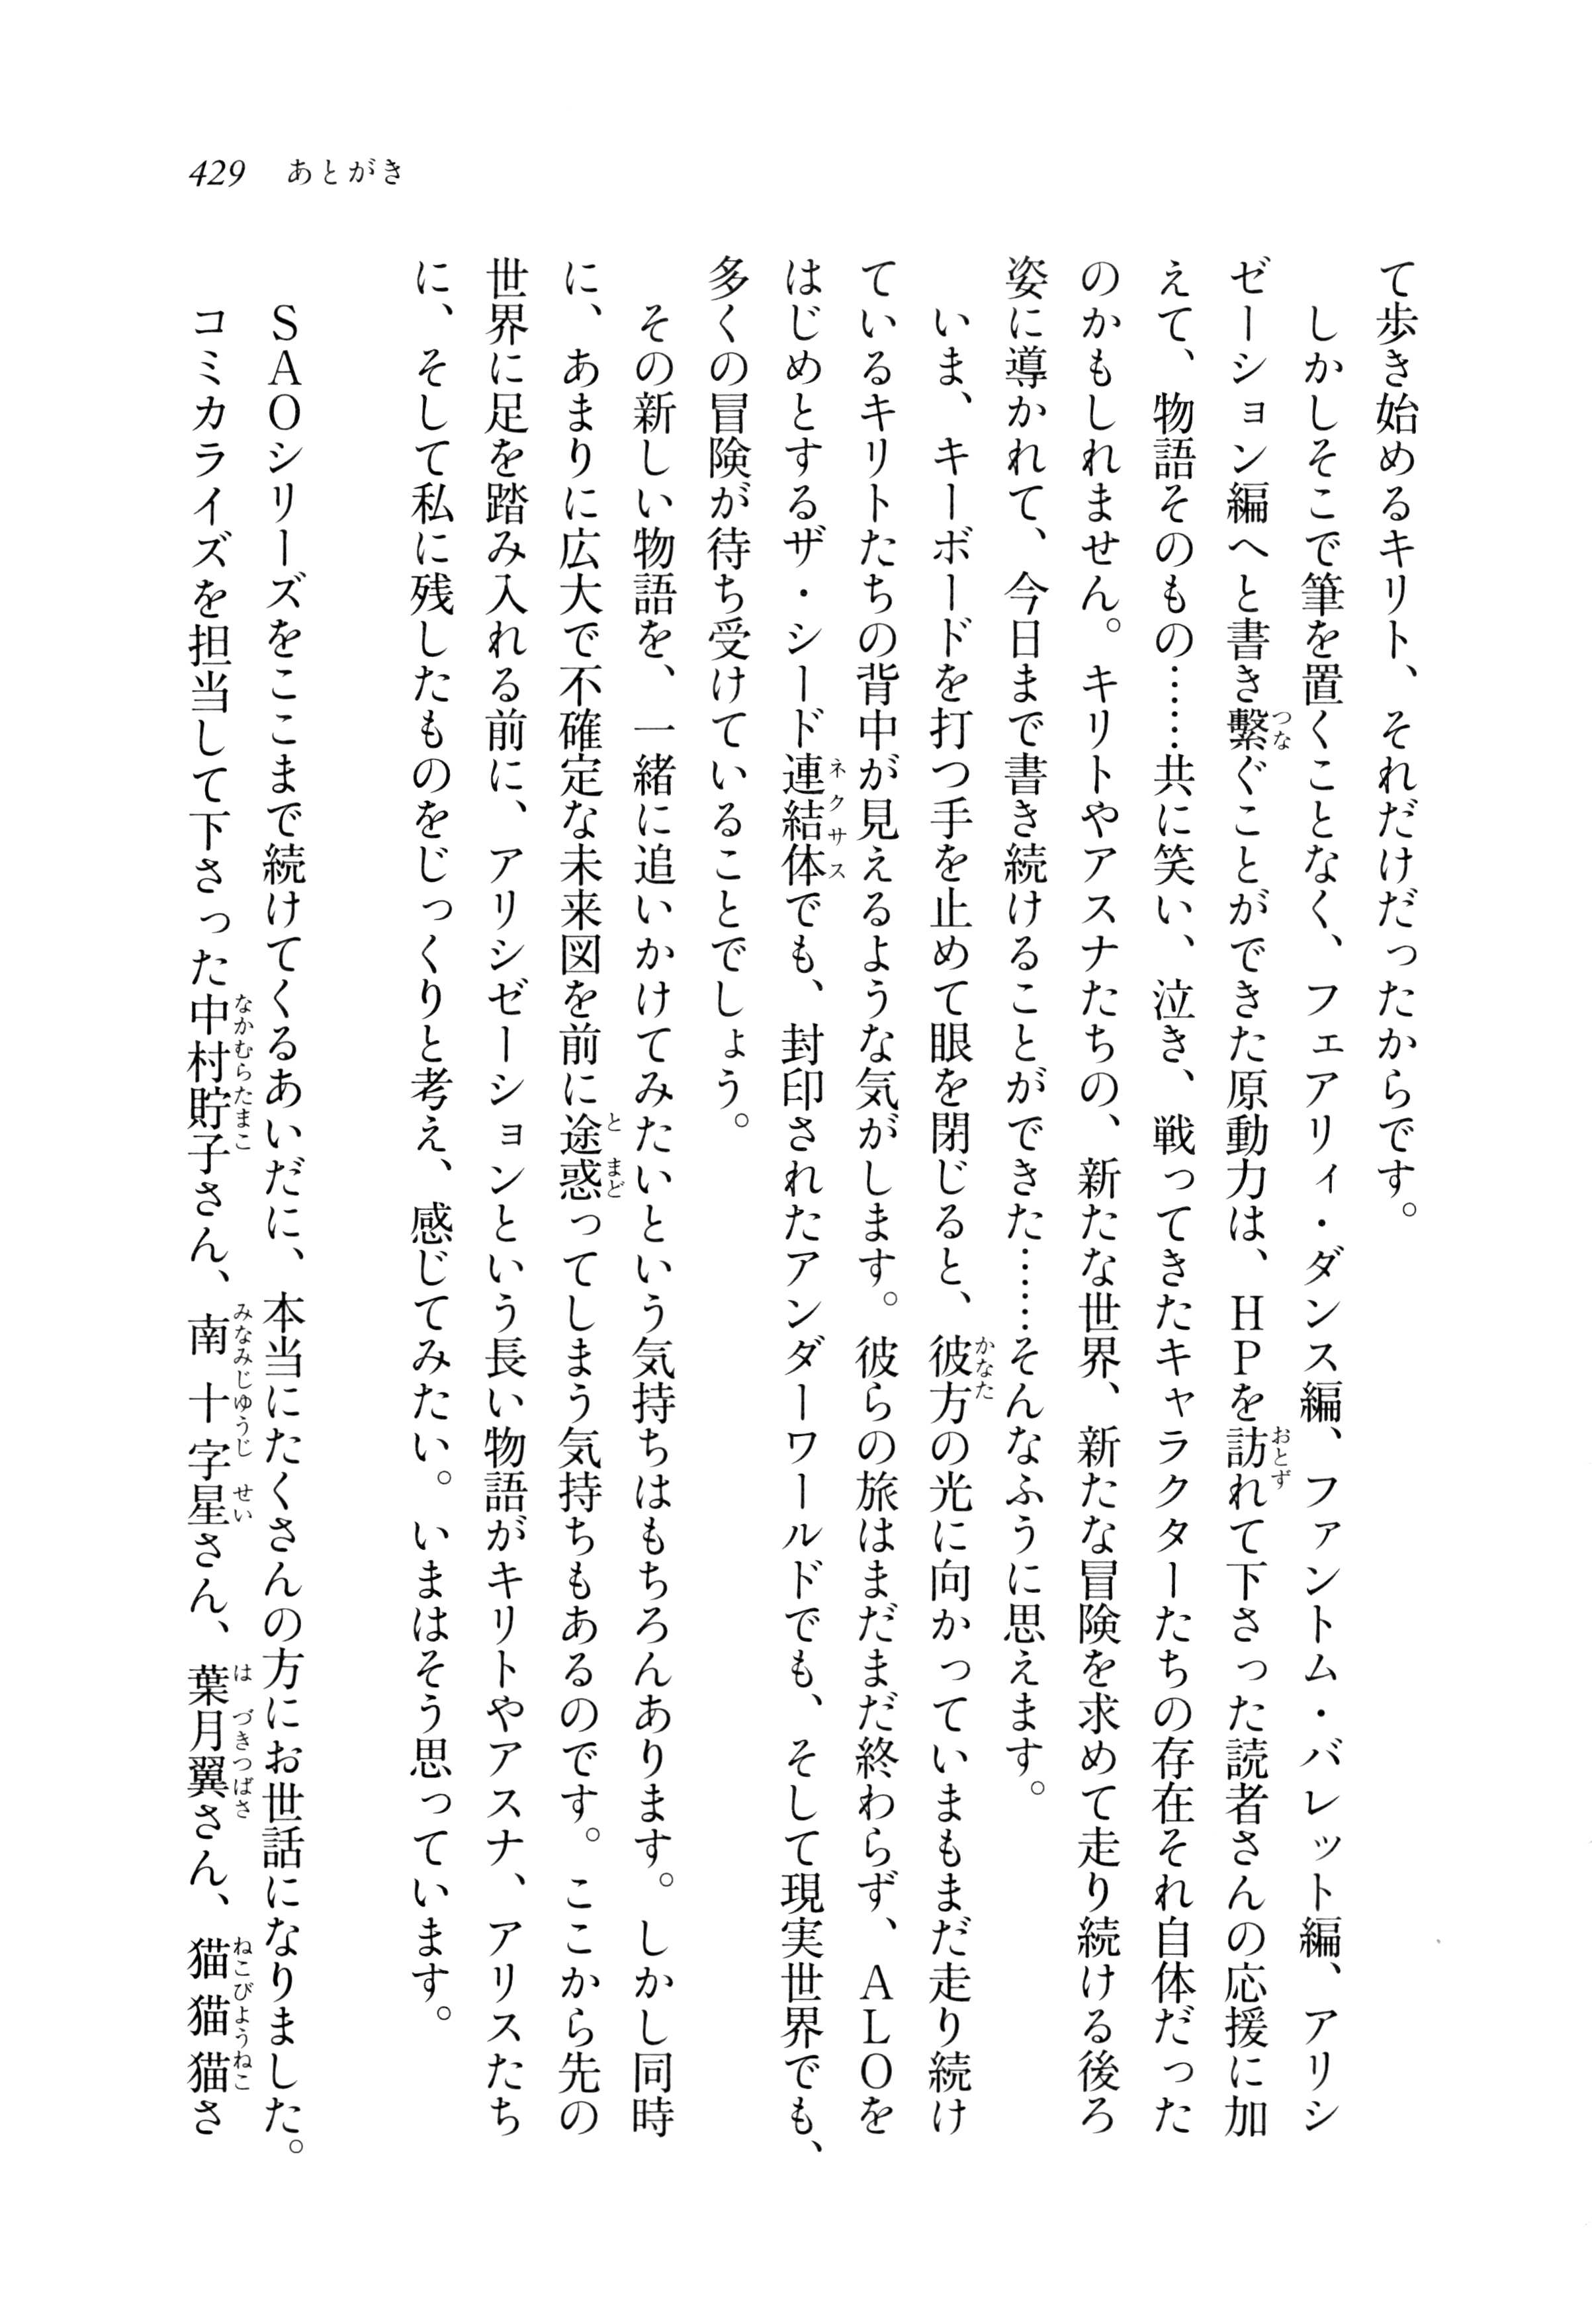 429 あとがき
て歩き始めるキリト、それだけだったからです。
しかしそこで筆を置くことなく、フェアリィ・ダンス編、ファントム・バレット編、アリシ
ゼーション編へと書き繫ぐことができた原動力は、HPを訪れて下さった読者さんの応援に加
えて、物語そのもの……共に笑い、泣き、戦ってきたキャラクターたちの存在それ自体だった
のかもしれません。キリトやアスナたちの、新たな世界、新たな冒険を求めて走り続ける後ろ
姿に導かれて、今日まで書き続けることができた……そんなふうに思えます。
いま、キーボードを打つ手を止めて眼を閉じると、彼方の光に向かっていまもまだ走り続け
ているキリトたちの背中が見えるような気がします。彼らの旅はまだまだ終わらず、ALOを
はじめとするザ・シード連結体でも、封印されたアンダーワールドでも、そして現実世界でも、
多くの冒険が待ち受けていることでしょう。
その新しい物語を、一緒に追いかけてみたいという気持ちはもちろんあります。しかし同時
に、あまりに広大で不確定な未来図を前に途惑ってしまう気持ちもあるのです。ここから先の
世界に足を踏み入れる前に、アリシゼーションという長い物語がキリトやアスナ、アリスたち
に、そして私に残したものをじっくりと考え、感じてみたい。いまはそう思っています。
SAOシリーズをここまで続けてくるあいだに、本当にたくさんの方にお世話になりました。
コミカライズを担当して下さった中村貯子さん、南十字星さん、葉月翼さん、猫猫猫さ